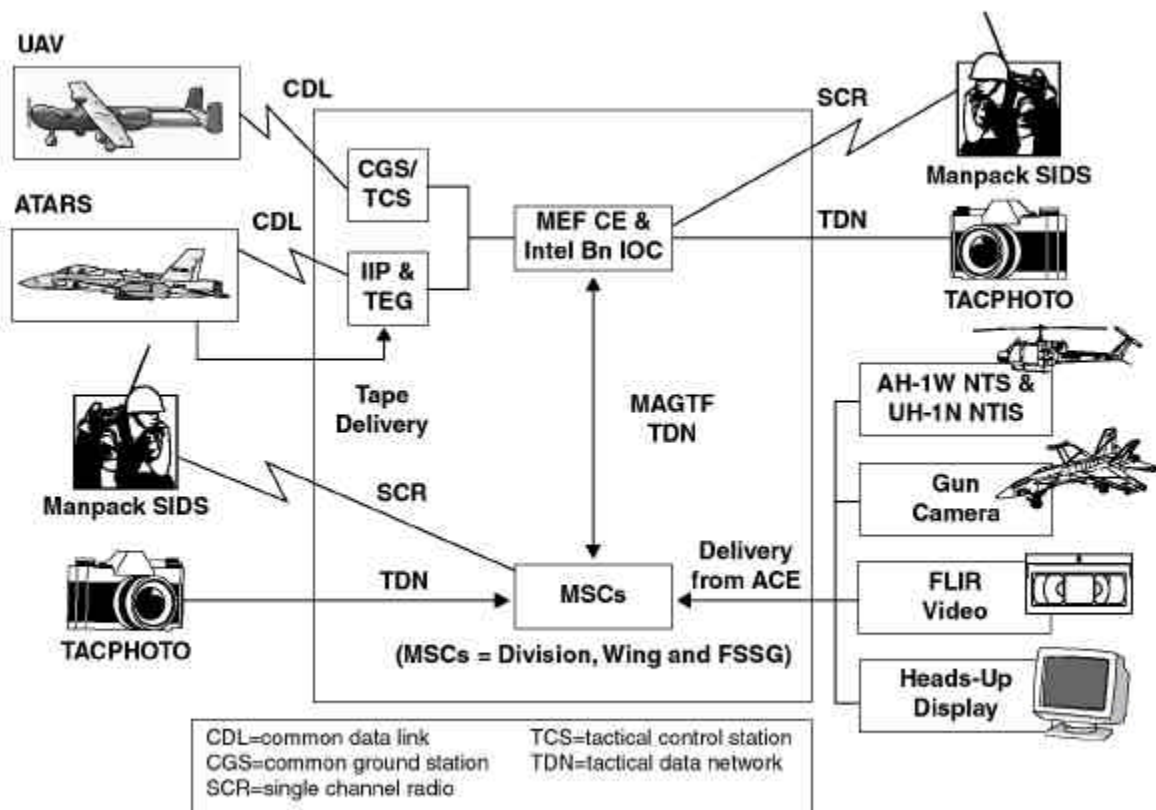 UAV
CDL
CGS/
TCS
ATARS
CDL
IIP &
TEG
MEF CE &
Intel Bn IOC
SCR
Manpack SIDS
TDN
TACPHOTO
Tape
Delivery
MAGTF
TDN
Manpack SIDS
SCR
TDN
TACPHOTO
MSCs
Delivery
from ACE
(MSCs = Division, Wing and FSSG)
AH-1W NTS &
UH-1N NTIS
Gun
Camera
FLIR
Video
Heads-Up
Display
CDL=common data link
CGS=common ground station
SCR=single channel radio
TCS=tactical control station
TDN=tactical data network